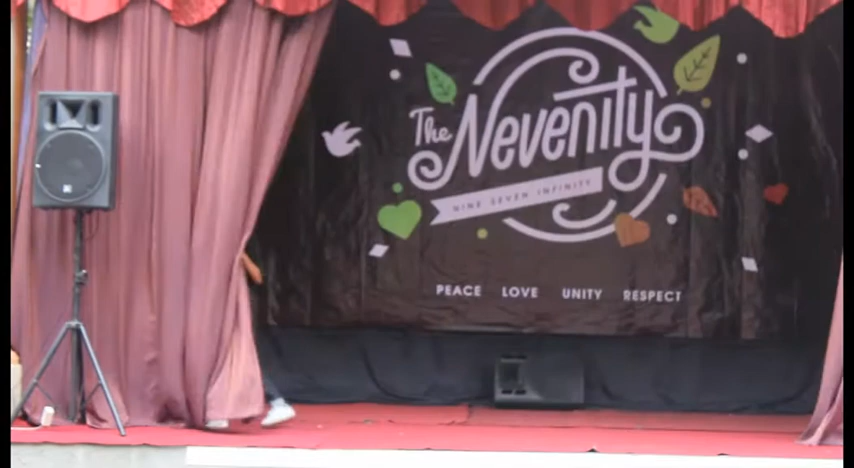 The
Nevenity
NINE SEVEN INFINITY
PEACE LOVE UNITY RESPECT